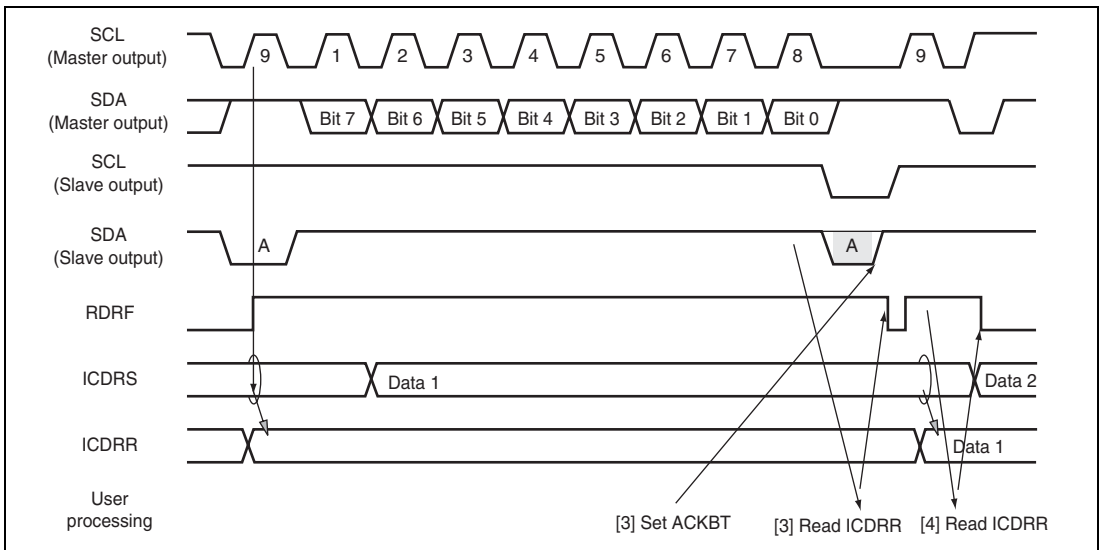 SCL
(Master output)
9 1 2 3 4 5 6 7 8 9
SDA
(Master output)
Bit 7 Bit 6 Bit 5 Bit 4 Bit 3 Bit 2 Bit 1 Bit 0
SCL
(Slave output)
SDA
(Slave output)
A A
RDRF
ICDRS
Data 1 Data 2
ICDRR
Data 1
User
processing
[3] Set ACKBT [3] Read ICDRR [4] Read ICDRR